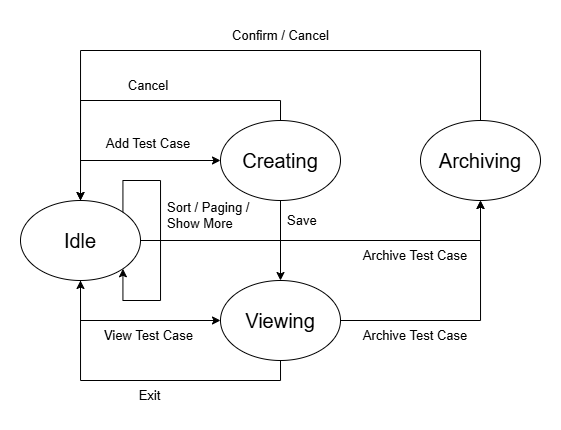 Confirm / Cancel
Cancel
Add Test Case
Creating
Archiving
Sort / Paging /
Show More
Save
Idle
Archive Test Case
Viewing
View Test Case
Archive Test Case
Exit